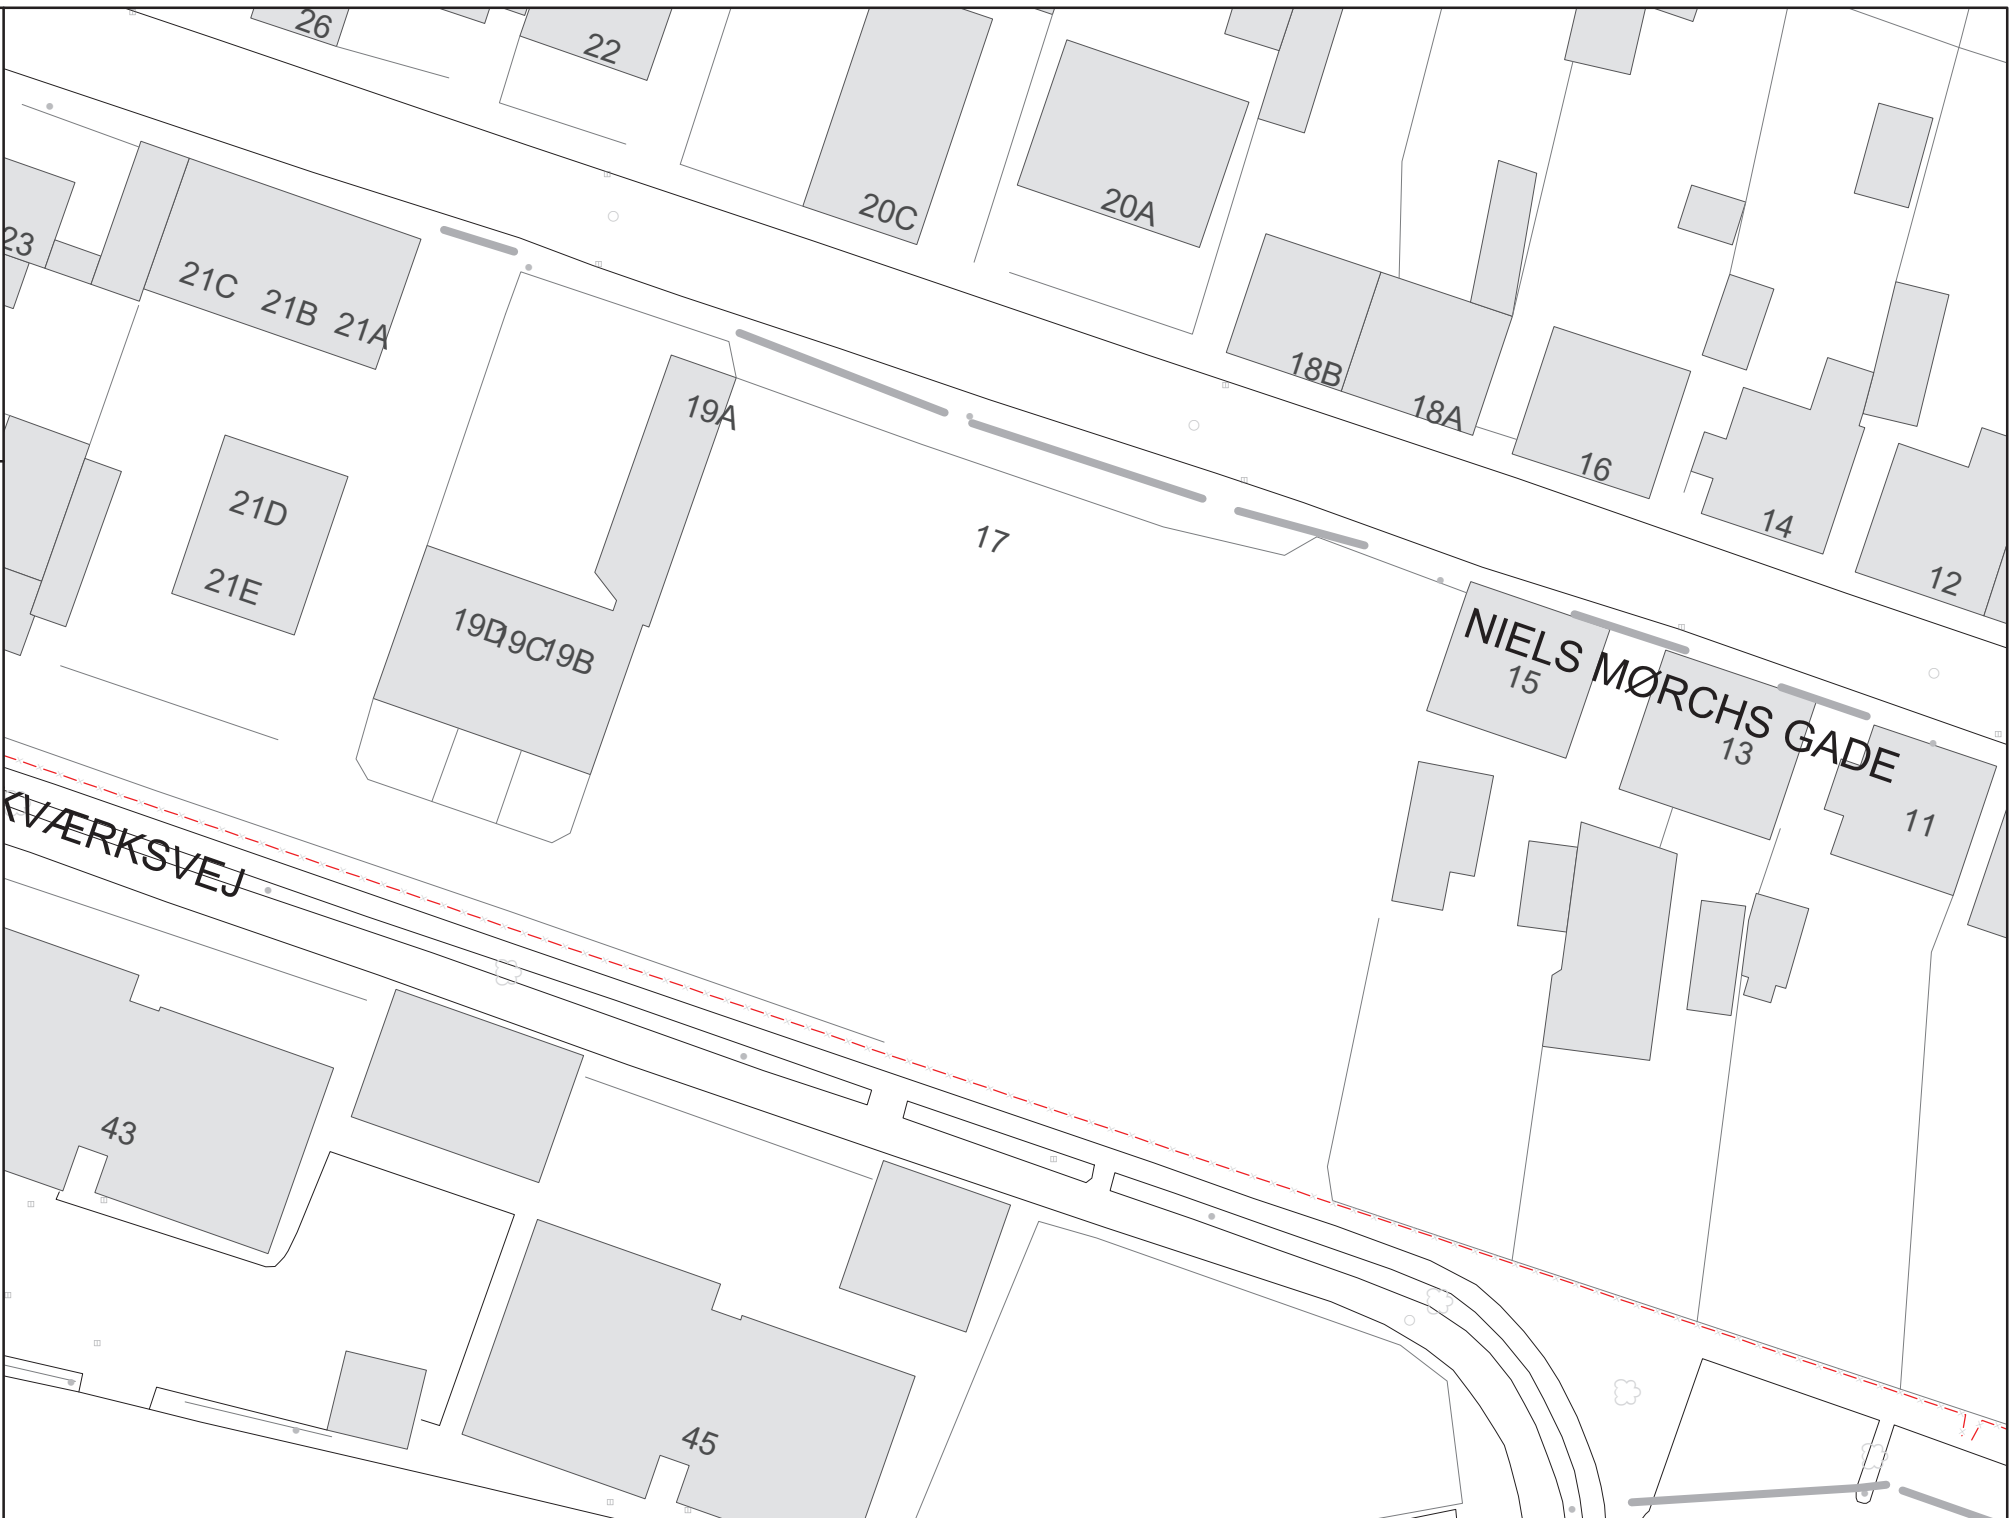 26
22
20C
20A
23
21C
21B
21A
18B
18A
19A
16
14
17
21D
12
21E
19D
19C
19B
NIELS MØRCHS GADE
15
13
11
KVÆRKSVEJ
43
45